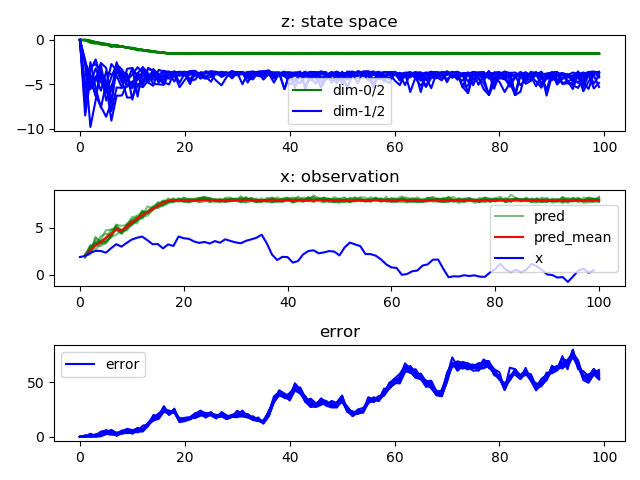 z: state space
0
−5
−10
dim-0/2
dim-1/2
0 20 40 60 80 100
x: observation
5
0
pred
pred_mean
x
0 20 40 60 80 100
error
50
0
error
0 20 40 60 80 100